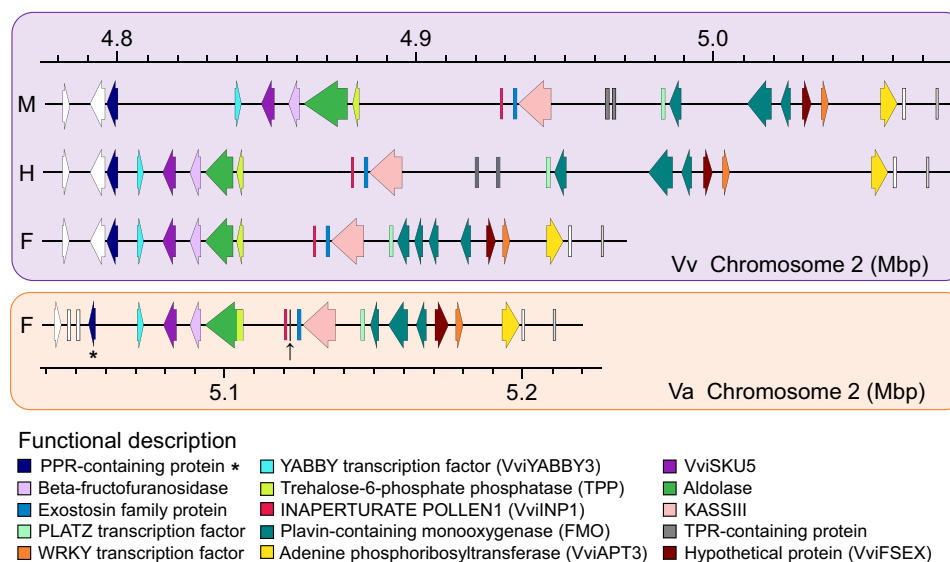 4.8 4.9 5.0
M
H
F
Vv Chromosome 2 (Mbp)
F
*
5.1 5.2
Va Chromosome 2 (Mbp)
Functional description
PPR-containing protein * YABBY transcription factor (VviYABBY3) VviSKU5
Beta-fructofuranosidase Trehalose-6-phosphate phosphatase (TPP) Aldolase
Exostosin family protein INAPERTURATE POLLEN1 (VviINP1) KASSIII
PLATZ transcription factor Plavin-containing monooxygenase (FMO) TPR-containing protein
WRKY transcription factor Adenine phosphoribosyltransferase (VviAPT3) Hypothetical protein (VviFSEX)